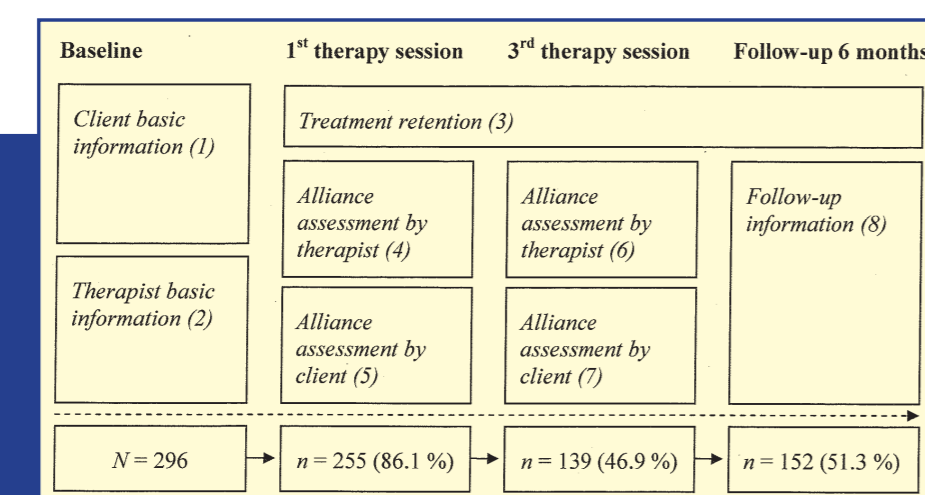 Baseline
1st therapy session
3rd therapy session
Follow-up 6 months
Client basic
information (1)
Treatment retention (3)
Alliance
assessment by
therapist (4)
Alliance
assessment by
therapist (6)
Follow-up
information (8)
Therapist basic
information (2)
Alliance
assessment by
client (5)
Alliance
assessment by
client (7)
N = 296
n = 255 (86.1 %)
n = 139 (46.9 %)
n = 152 (51.3 %)